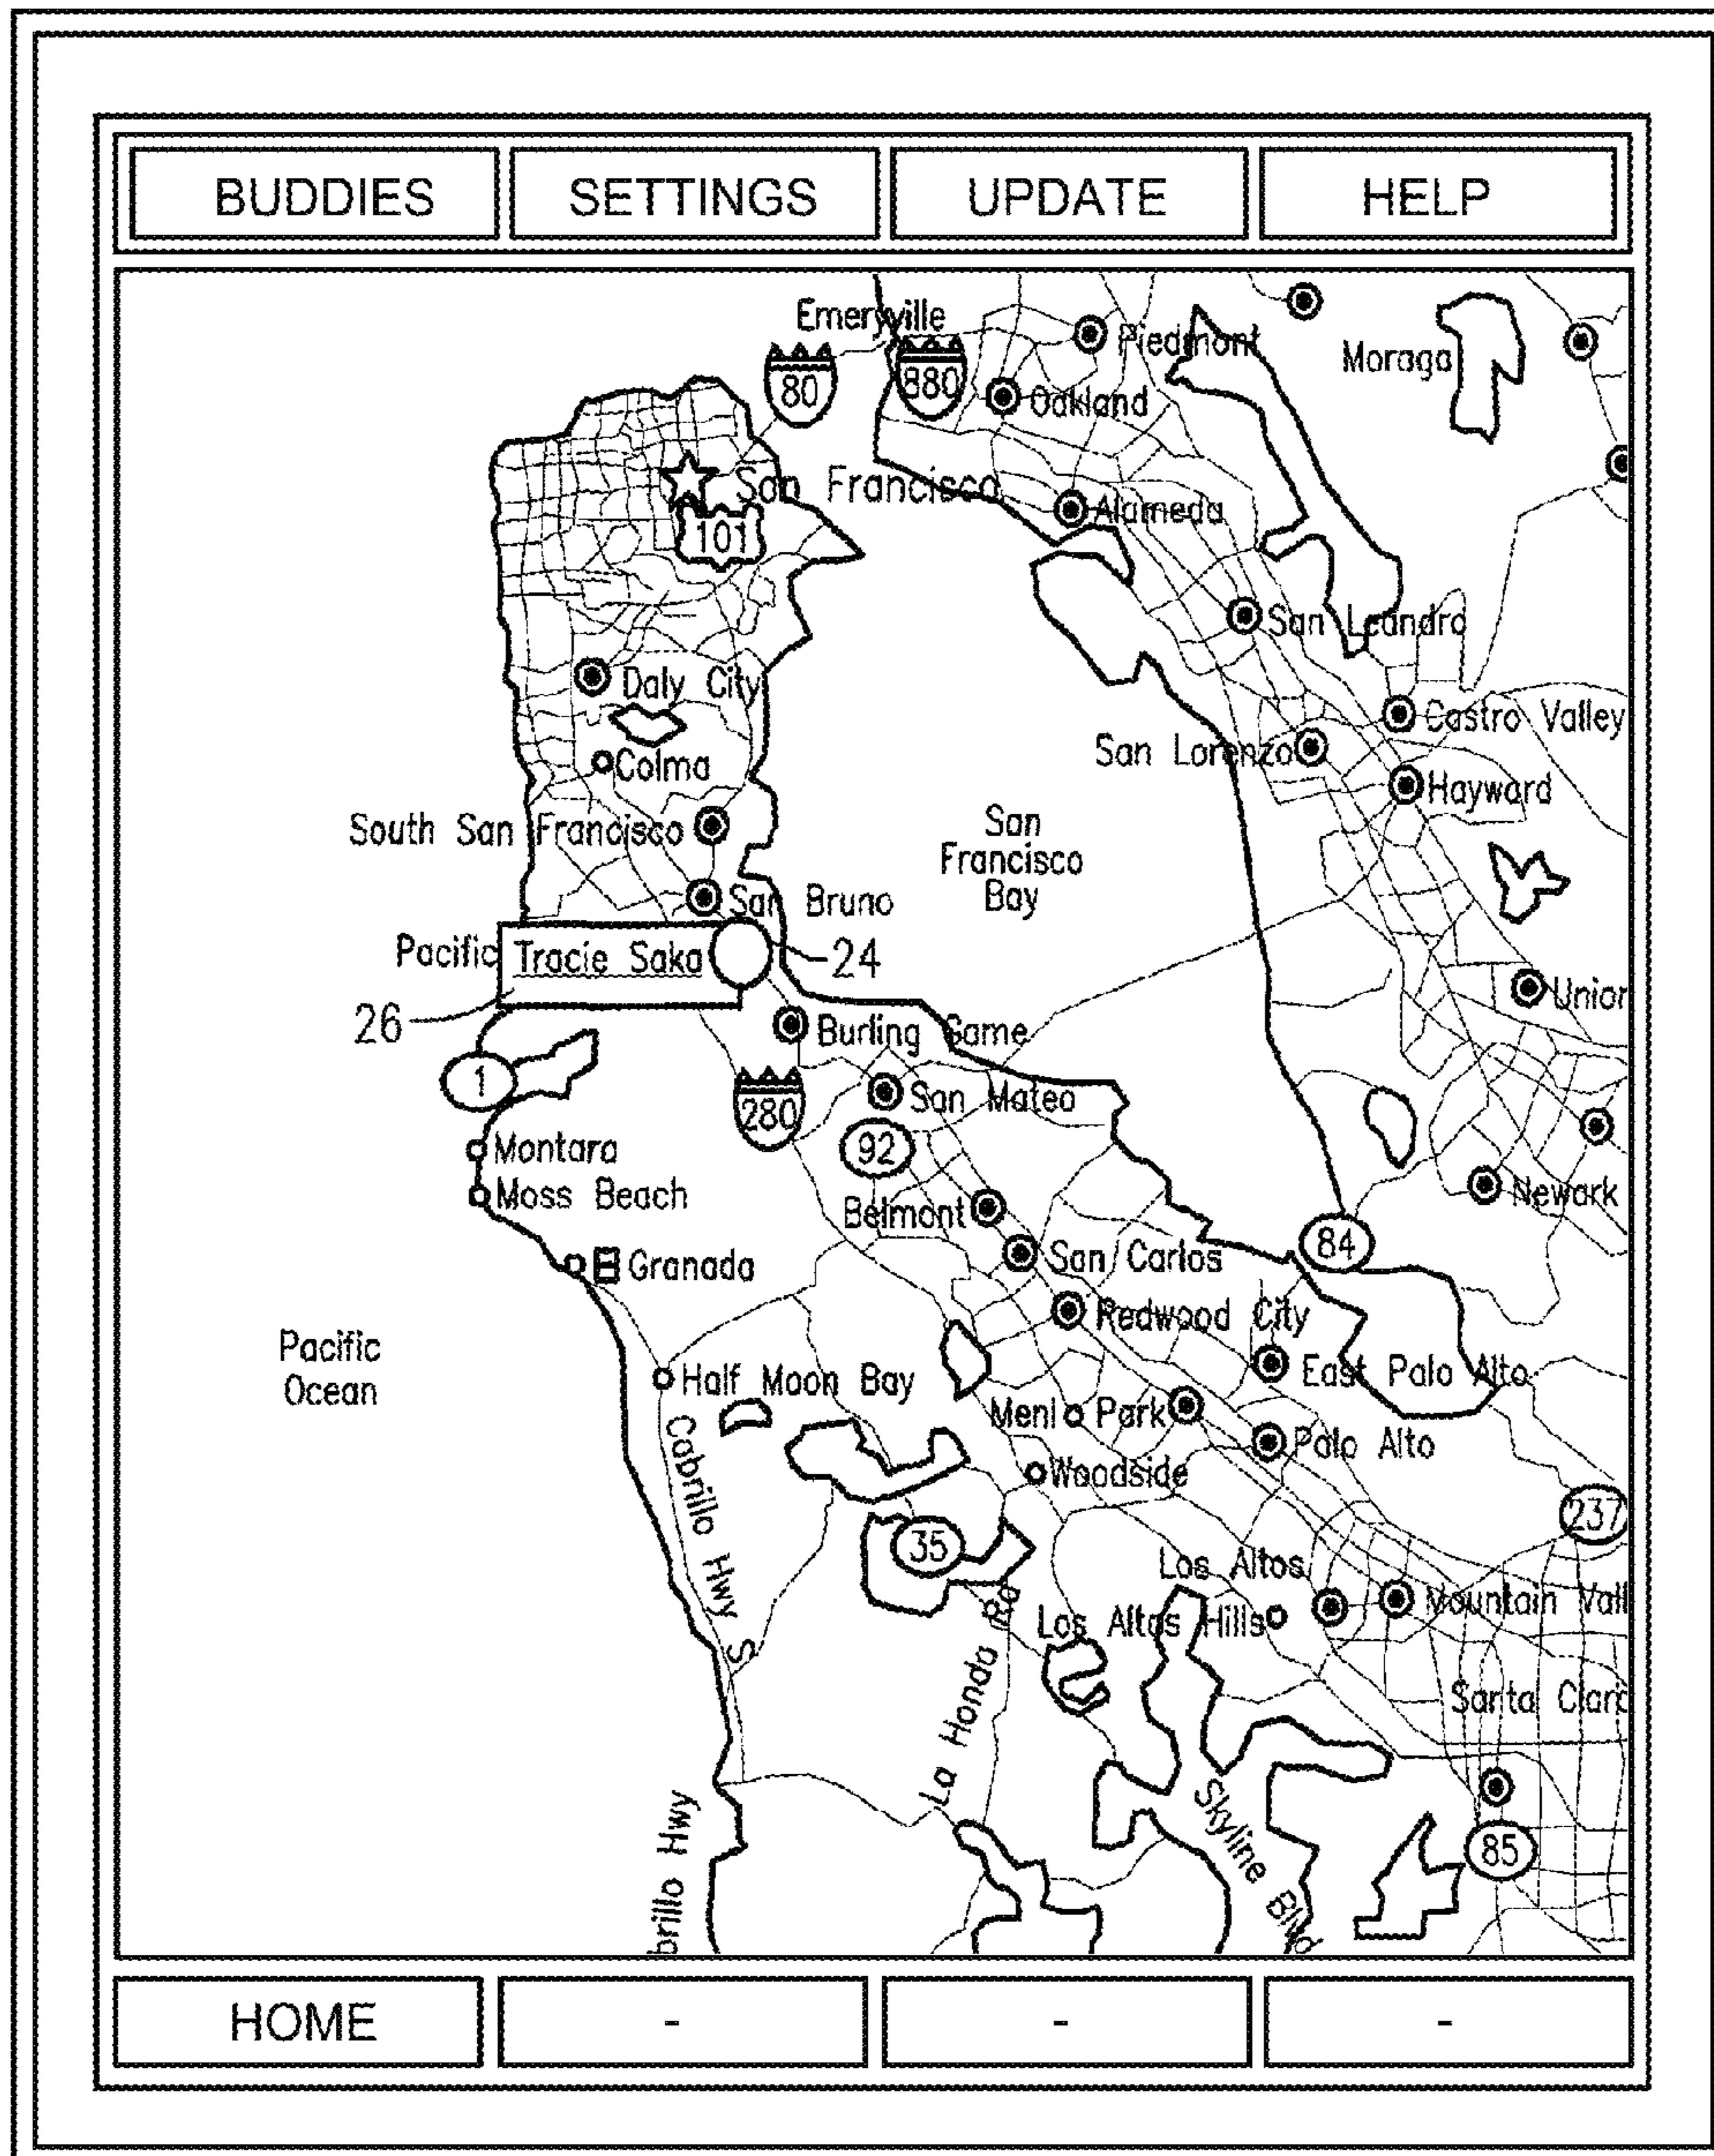 BUDDIES SETTINGS UPDATE HELP
Emeryville
Piedmont
Moraga
80
880
Oakland
San Francisco
Alameda
101
San Leandro
Daly City
Castro Valley
San Lorenzo
Colma
Hayward
South San Francisco
San
Francisco
Bay
San Bruno
Pacific
Tracie Saka
24
26
Union
Burling Game
1
280
San Mateo
92
Montara
Moss Beach
Newark
Belmont
84
San Carlos
Granada
Redwood City
Pacific
Ocean
East Palo Alto
Half Moon Bay
Menlo Park
Palo Alto
Woodside
Cabrillo Hwy S
237
35
Los Altos
Mountain Vall
Los Altos Hills
La Honda Rd
Santa Clara
Skyline Blvd
brillo Hwy
85
HOME - - -